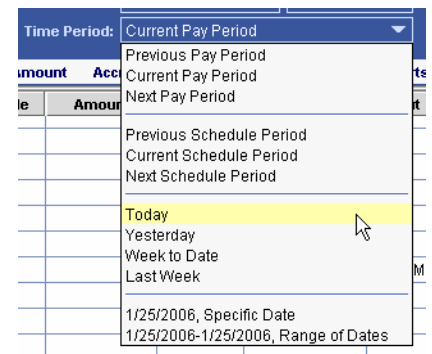 Time Period: Current Pay Period
Previous Pay Period
Current Pay Period
Next Pay Period
Previous Schedule Period
Current Schedule Period
Next Schedule Period
Today
Yesterday
Week to Date
Last Week
1/25/2006, Specific Date
1/25/2006-1/25/2006, Range of Dates